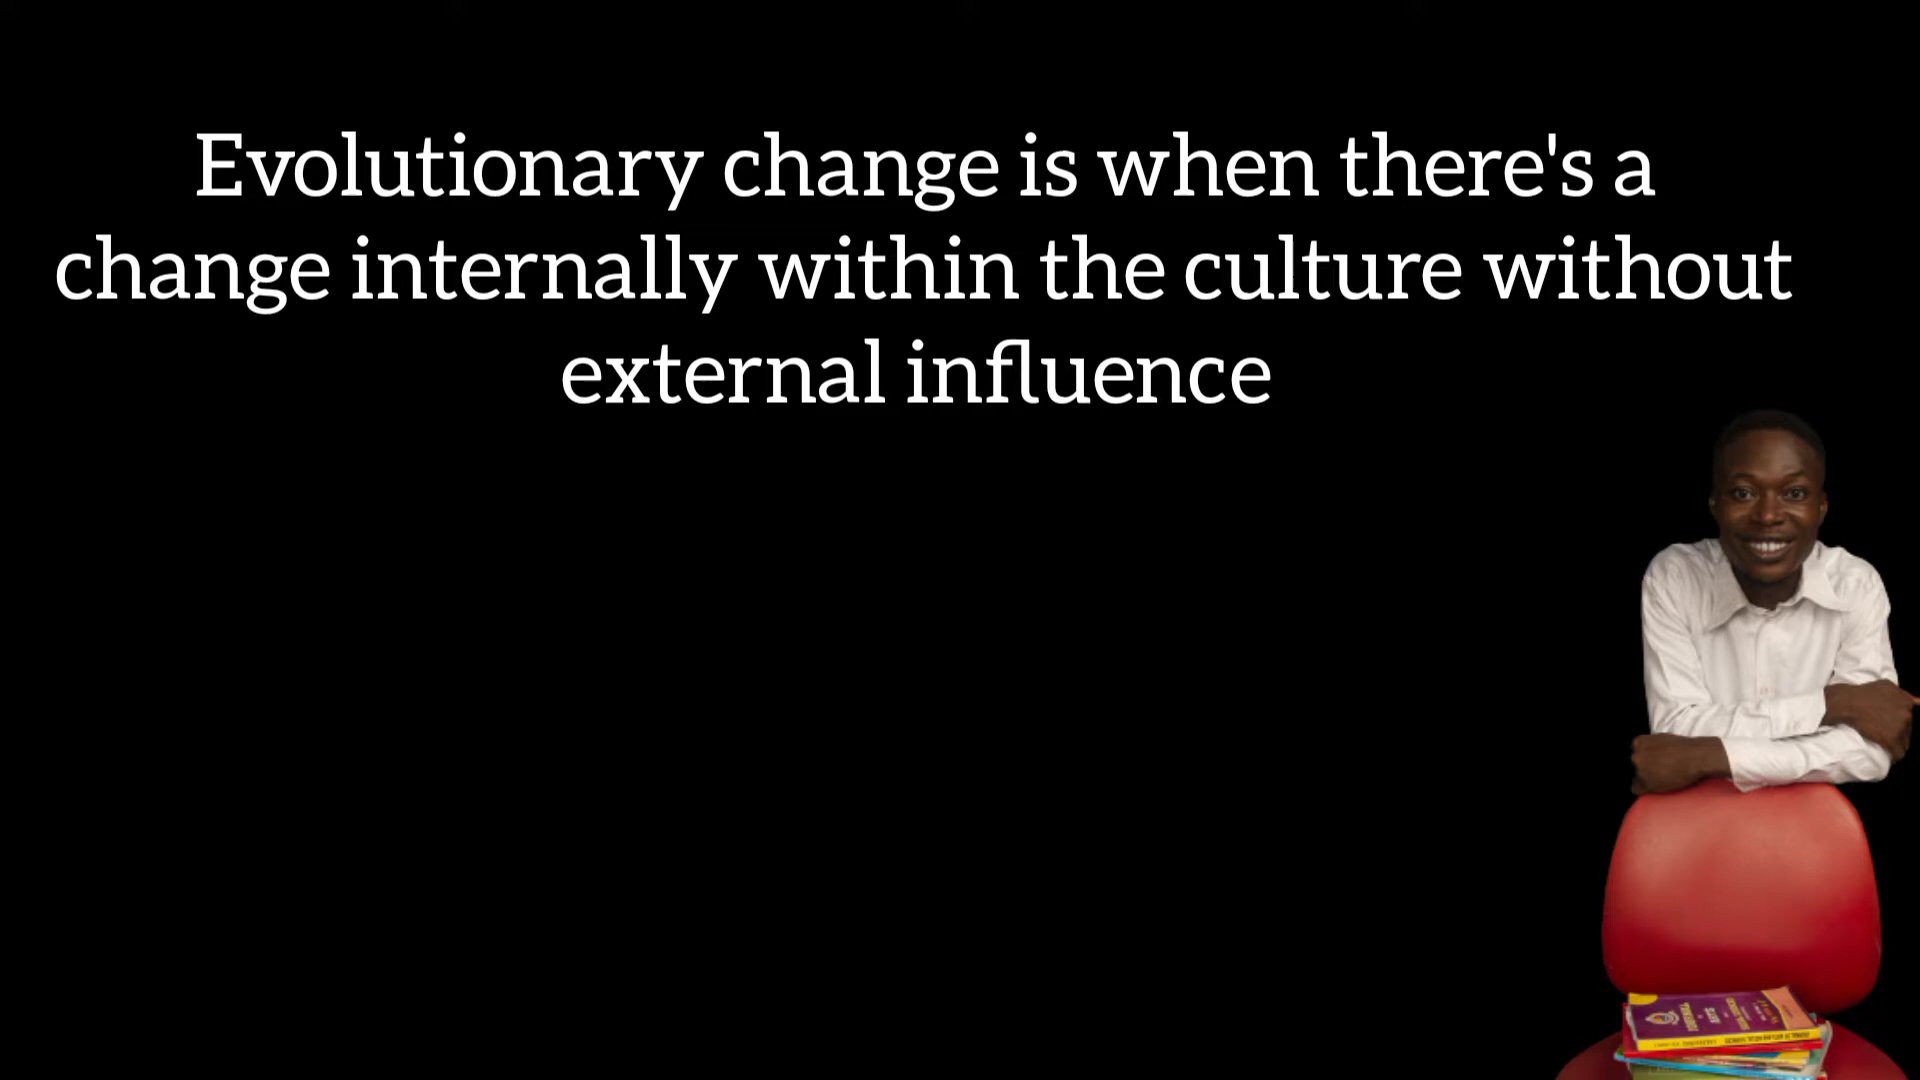 Evolutionary change is when there's a
change internally within the culture without
external influence